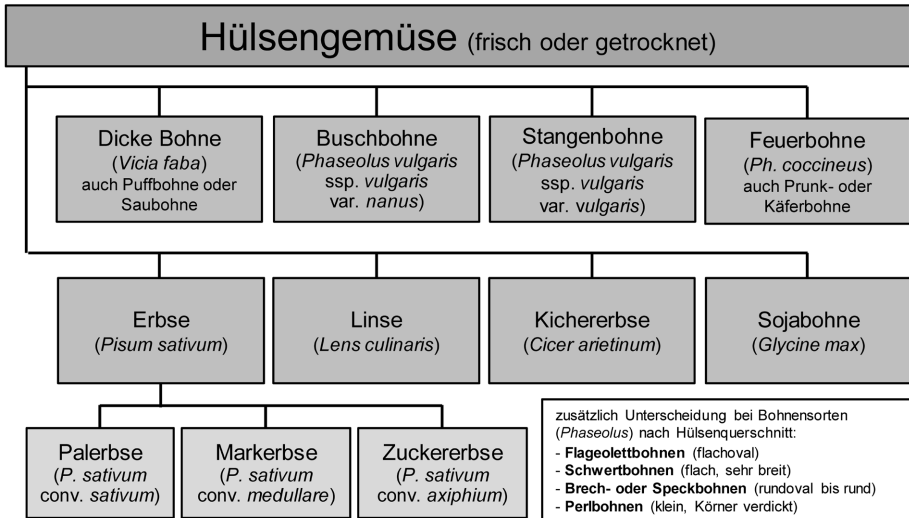 Hülsengemüse (frisch oder getrocknet)
Dicke Bohne
(Vicia faba)
auch Puffbohne oder
Saubohne
Buschbohne
(Phaseolus vulgaris
ssp. vulgaris
var. nanus)
Stangenbohne
(Phaseolus vulgaris
ssp. vulgaris
var. vulgaris)
Feuerbohne
(Ph. coccineus)
auch Prunk- oder
Käferbohne
Erbse
(Pisum sativum)
Linse
(Lens culinaris)
Kichererbse
(Cicer arietinum)
Sojabohne
(Glycine max)
Palerbse
(P. sativum
conv. sativum)
Markerbse
(P. sativum
conv. medullare)
Zuckererbse
(P. sativum
conv. axiphium)
zusätzlich Unterscheidung bei Bohnensorten
(Phaseolus) nach Hülsenquerschnitt:
- Flageolettbohnen (flachoval)
- Schwertbohnen (flach, sehr breit)
- Brech- oder Speckbohnen (rundoval bis rund)
- Perlbohnen (klein, Körner verdickt)